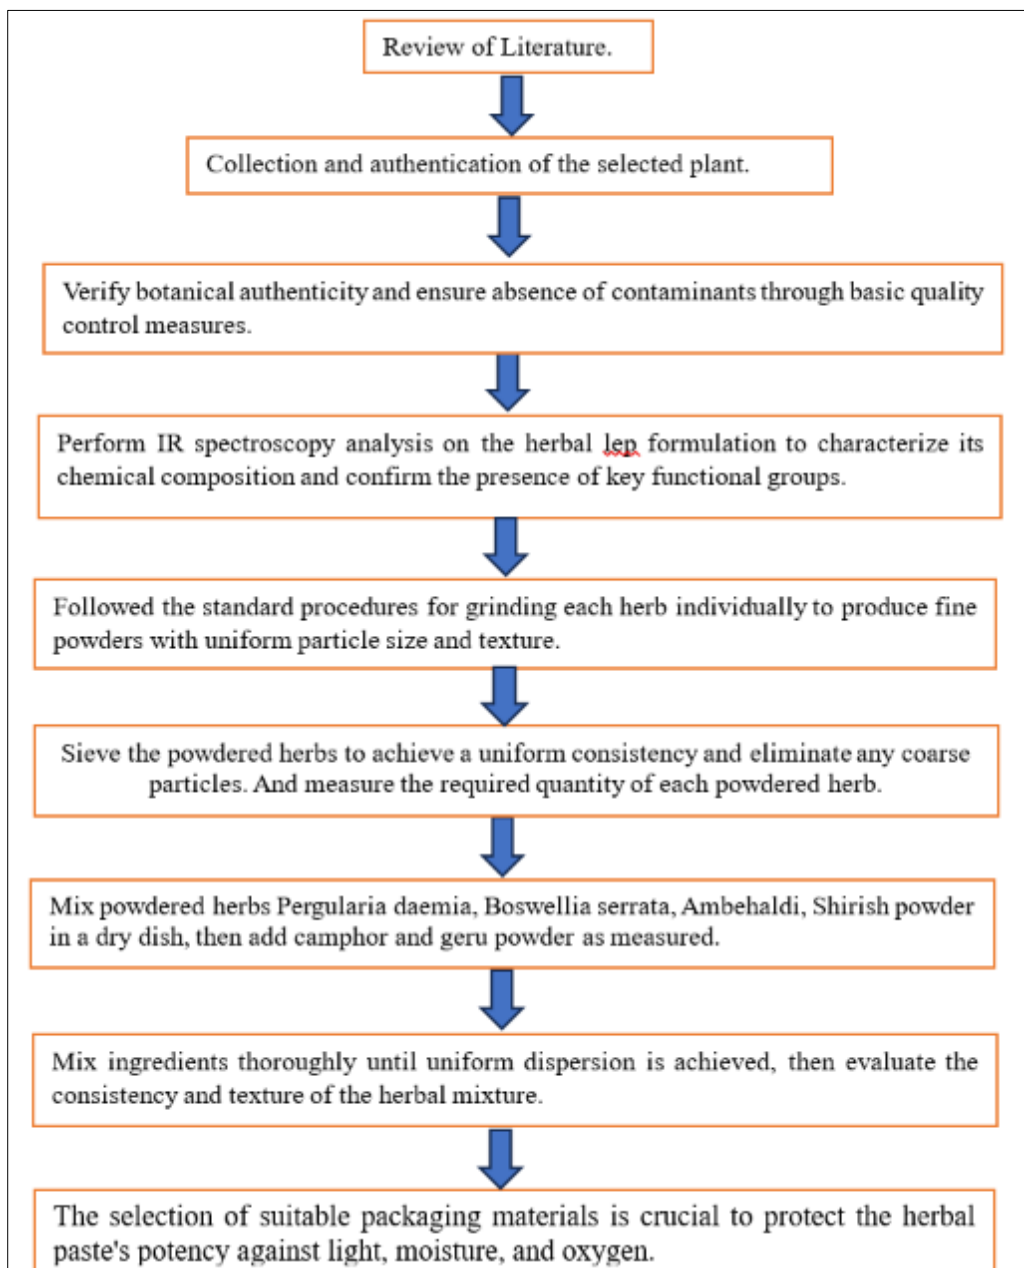 Review of Literature.
Collection and authentication of the selected plant.
Verify botanical authenticity and ensure absence of contaminants through basic quality
control measures.
Perform IR spectroscopy analysis on the herbal lep formulation to characterize its
chemical composition and confirm the presence of key functional groups.
Followed the standard procedures for grinding each herb individually to produce fine
powders with uniform particle size and texture.
Sieve the powdered herbs to achieve a uniform consistency and eliminate any coarse
particles. And measure the required quantity of each powdered herb.
Mix powdered herbs Pergularia daemia, Boswellia serrata, Ambehaldi, Shirish powder
in a dry dish, then add camphor and geru powder as measured.
Mix ingredients thoroughly until uniform dispersion is achieved, then evaluate the
consistency and texture of the herbal mixture.
The selection of suitable packaging materials is crucial to protect the herbal
paste's potency against light, moisture, and oxygen.